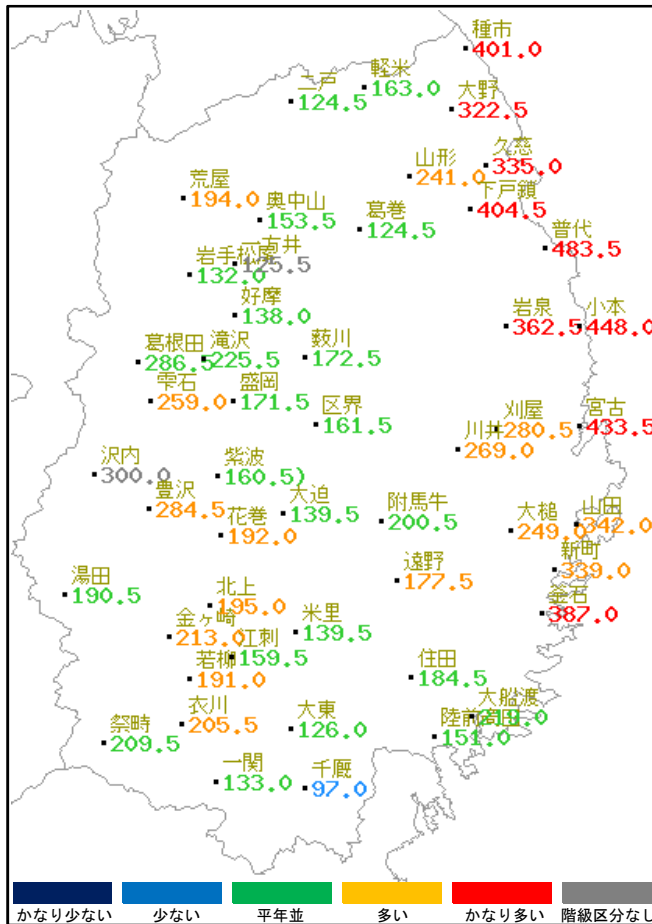 種市
401.0
軽米
163.0
二戸
124.5
大野
322.5
久慈
335.0
山形
241.0
荒屋
194.0
下戸鎖
404.5
奥中山
153.5
葛巻
124.5
普代
483.5
一方井
125.5
岩手松尾
132.0
好摩
138.0
岩泉
362.5
小本
448.0
葛根田
286.5
滝沢
225.5
薮川
172.5
雫石
259.0
盛岡
171.5
区界
161.5
刈屋
280.5
宮古
433.5
川井
269.0
沢内
300.0
紫波
160.5)
豊沢
284.5
大迫
139.5
附馬牛
200.5
山田
342.0
大槌
249.0
花巻
192.0
新町
339.0
遠野
177.5
湯田
190.5
釜石
387.0
北上
195.0
金ヶ崎
213.0
米里
139.5
江刺
159.5
若柳
191.0
住田
184.5
衣川
205.5
大船渡
陸前高田
151.0
大東
126.0
祭畤
209.5
一関
133.0
千厩
97.0
かなり少ない
少ない
平年並
多い
かなり多い
階級区分なし